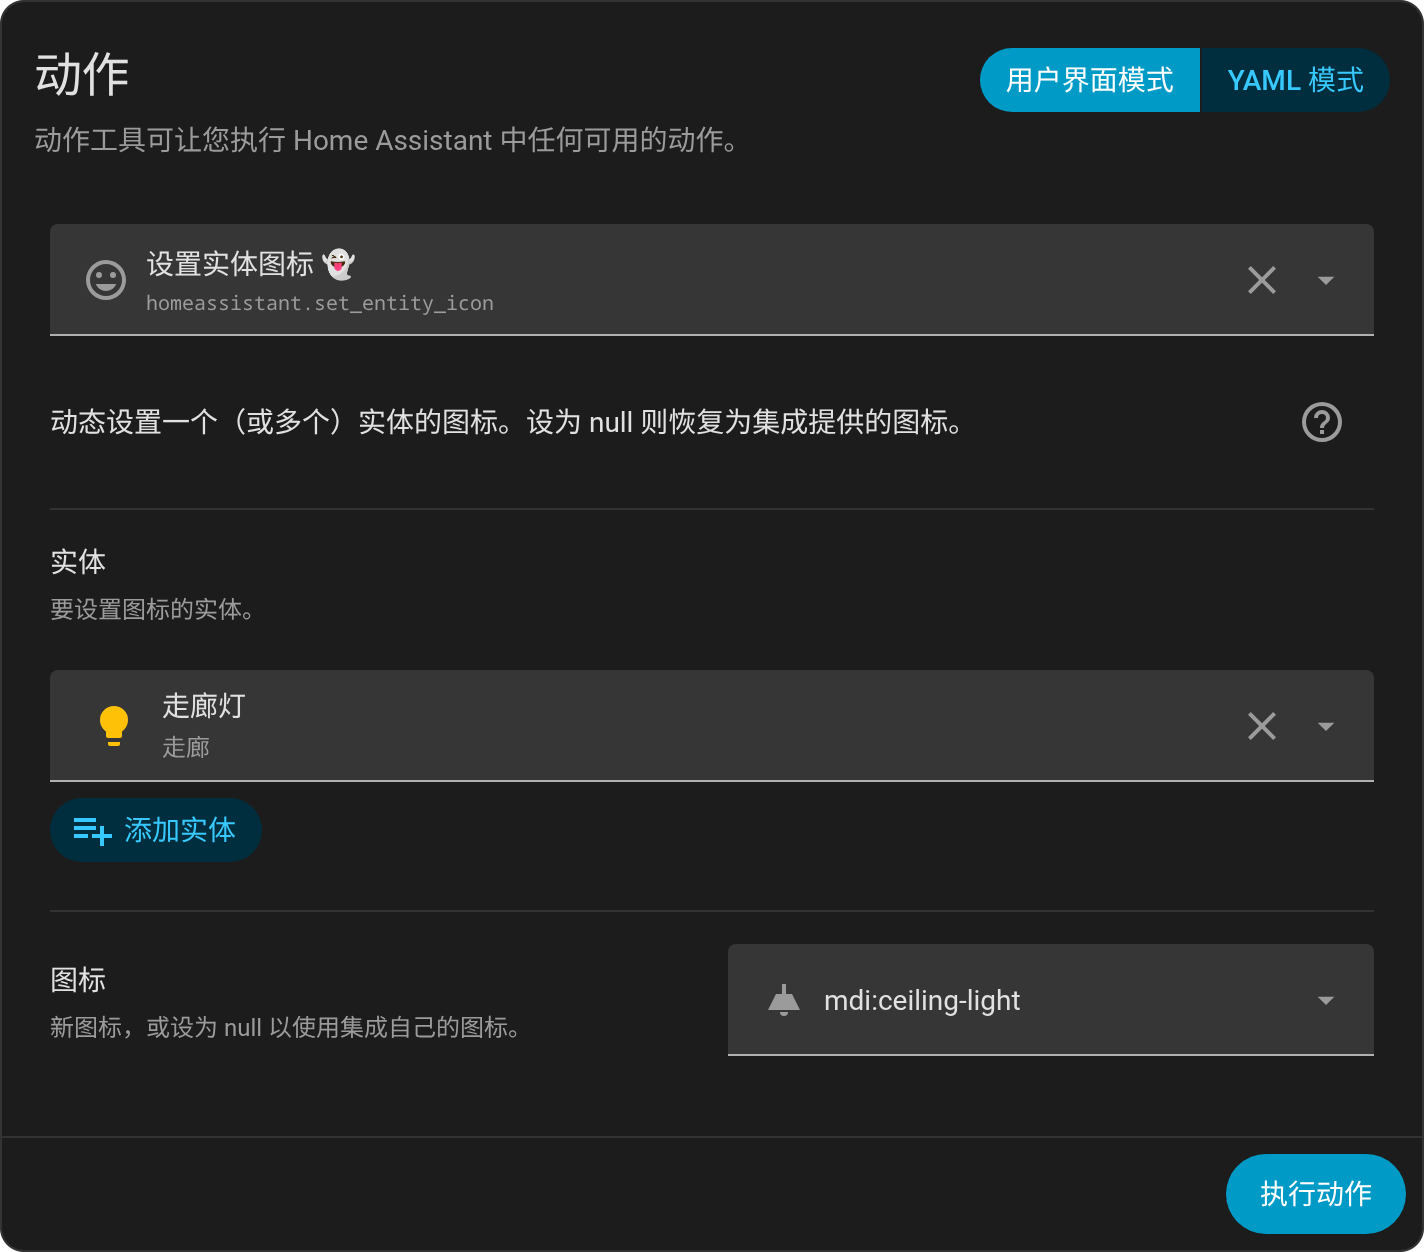 动作
用户界面模式
YAML 模式
动作工具可让您执行 Home Assistant 中任何可用的动作。
设置实体图标 👻
homeassistant.set_entity_icon
动态设置一个（或多个）实体的图标。设为 null 则恢复为集成提供的图标。
实体
要设置图标的实体。
走廊灯
走廊
添加实体
图标
新图标，或设为 null 以使用集成自己的图标。
mdi:ceiling-light
执行动作